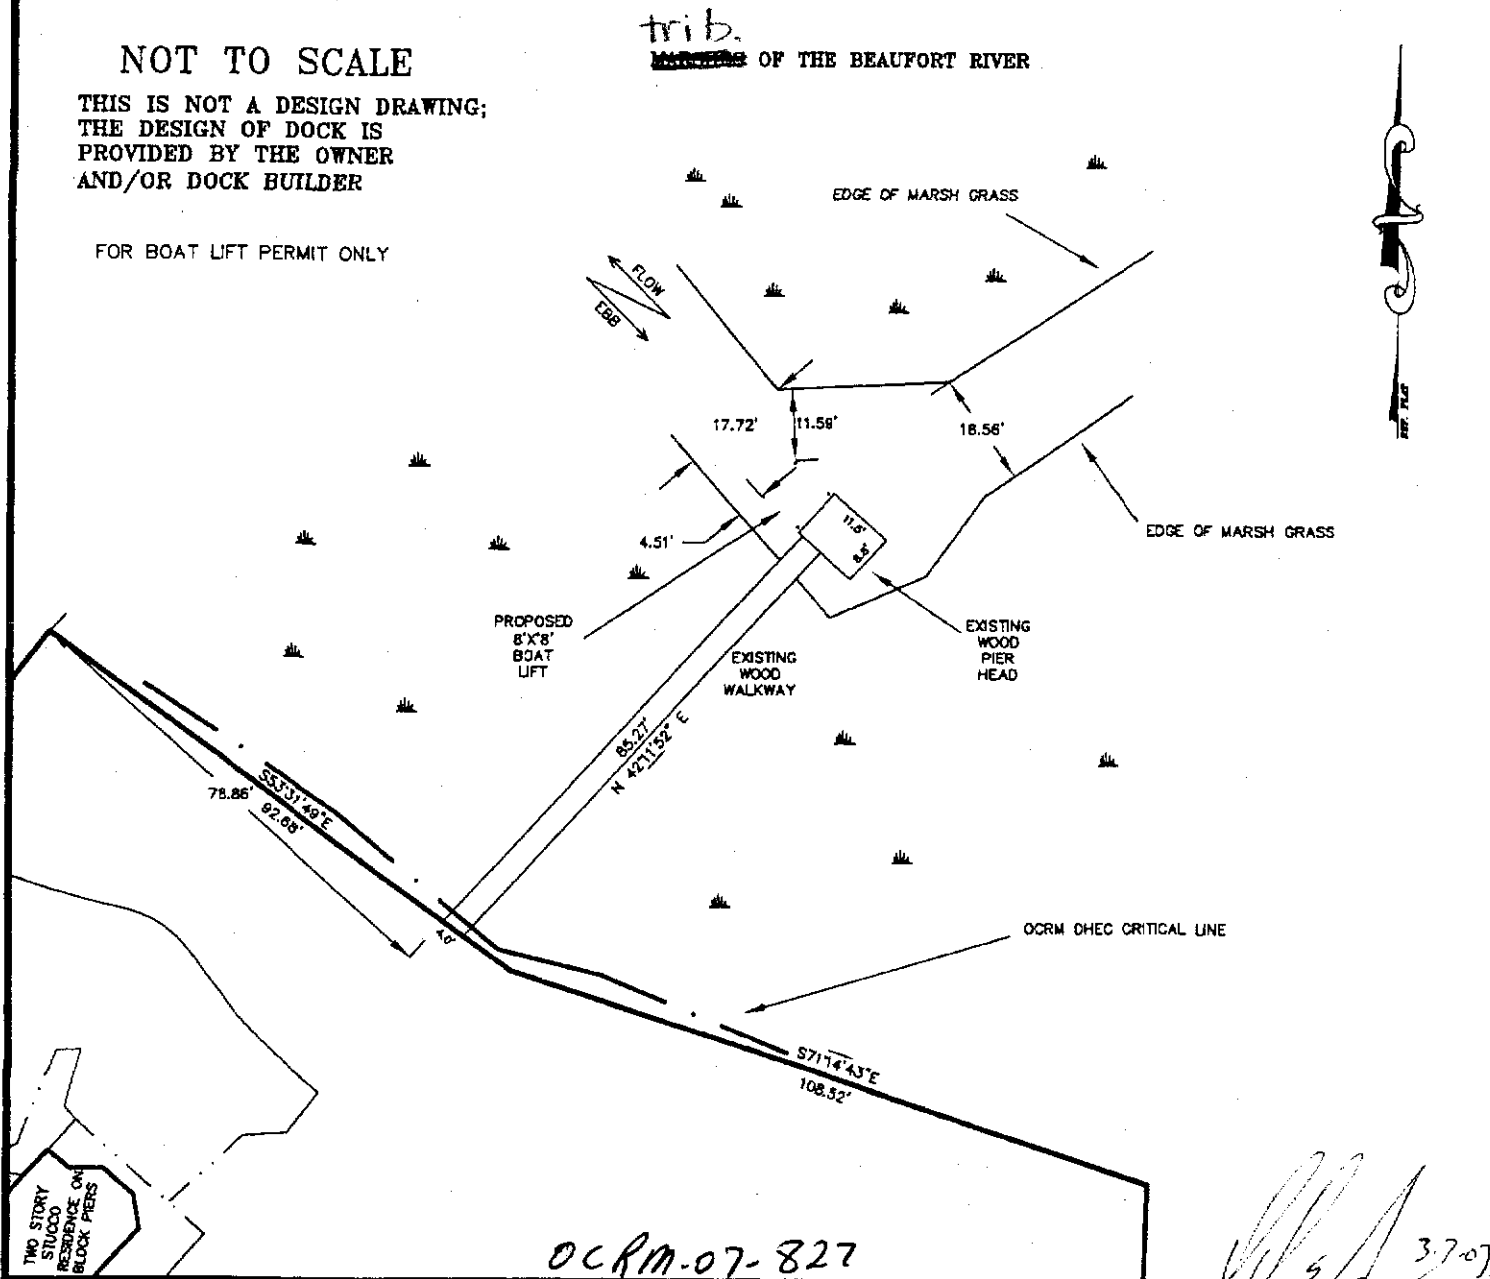 trib.
OF THE BEAUFORT RIVER
NOT TO SCALE
THIS IS NOT A DESIGN DRAWING;
THE DESIGN OF DOCK IS
PROVIDED BY THE OWNER
AND/OR DOCK BUILDER
FOR BOAT LIFT PERMIT ONLY
EDGE OF MARSH GRASS
FLOW
EBB
REF. PLAT
17.72'
11.59'
18.56'
4.51'
11.5'
8.8'
EDGE OF MARSH GRASS
PROPOSED
8'X'8'
BOAT
LIFT
EXISTING
WOOD
PIER
HEAD
EXISTING
WOOD
WALKWAY
85.27'
N 42°11'52" E
78.86'
S53°31'49"E
92.68'
4.0'
OCRM DHEC CRITICAL LINE
S71°14'43"E
108.52'
TWO STORY
STUCCO
RESIDENCE ON
BLOCK PIERS
OCRM-07-827
3-7-07